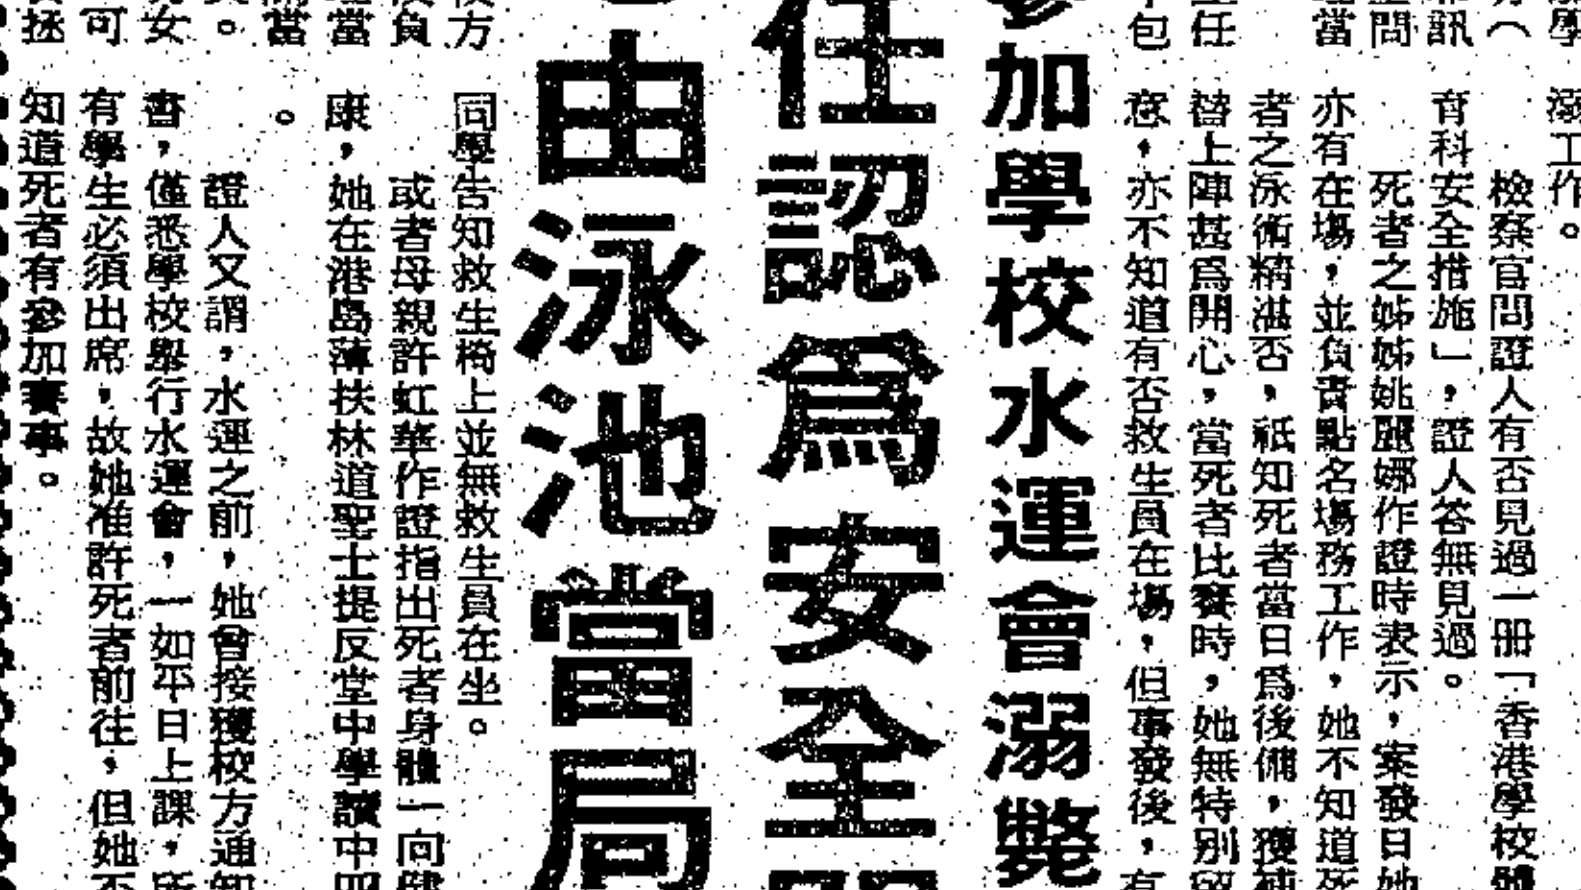 溺工作。
檢察官問證人有否見過一册「香港學校體
育科安全措施」，證人答無見過。
死者之姊姊姚麗娜作證時表示，案發日她
亦有在場，並負責點名塲務工作，她不知道死
者之泳術精湛否，祇知死者當日爲後備，獲補
替上陣甚爲開心，當死者比賽時，她無特別留
意，亦不知道有否救生員在塲，但事發後，有
參加學校水運會溺斃
任認爲安全
由泳池當局
同學告知救生椅上並無救生員在坐。
或者母親許虹華作證指出死者身體一向健
康，她在港島薄扶林道聖士提反堂中學讀中四
。
證人又謂，水運之前，她曾接獲校方通知
書，僅悉學校舉行水運會，一如平日上課，所
有學生必須出席，故她准許死者前往，但她不
知道死者有參加賽事。